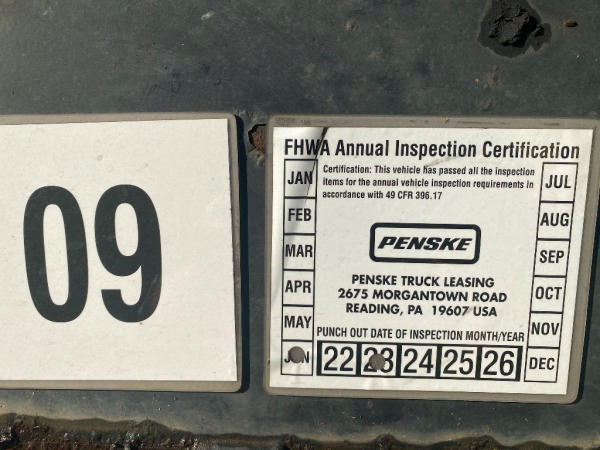 09
FHWA Annual Inspection Certification
Certification: This vehicle has passed all the inspection
items for the annual vehicle inspection requirements in
accordance with 49 CFR 396.17
JAN
FEB
MAR
APR
MAY
JUN
PENSKE
PENSKE TRUCK LEASING
2675 MORGANTOWN ROAD
READING, PA 19607 USA
PUNCH OUT DATE OF INSPECTION MONTH/YEAR
22 23 24 25 26
JUL
AUG
SEP
OCT
NOV
DEC